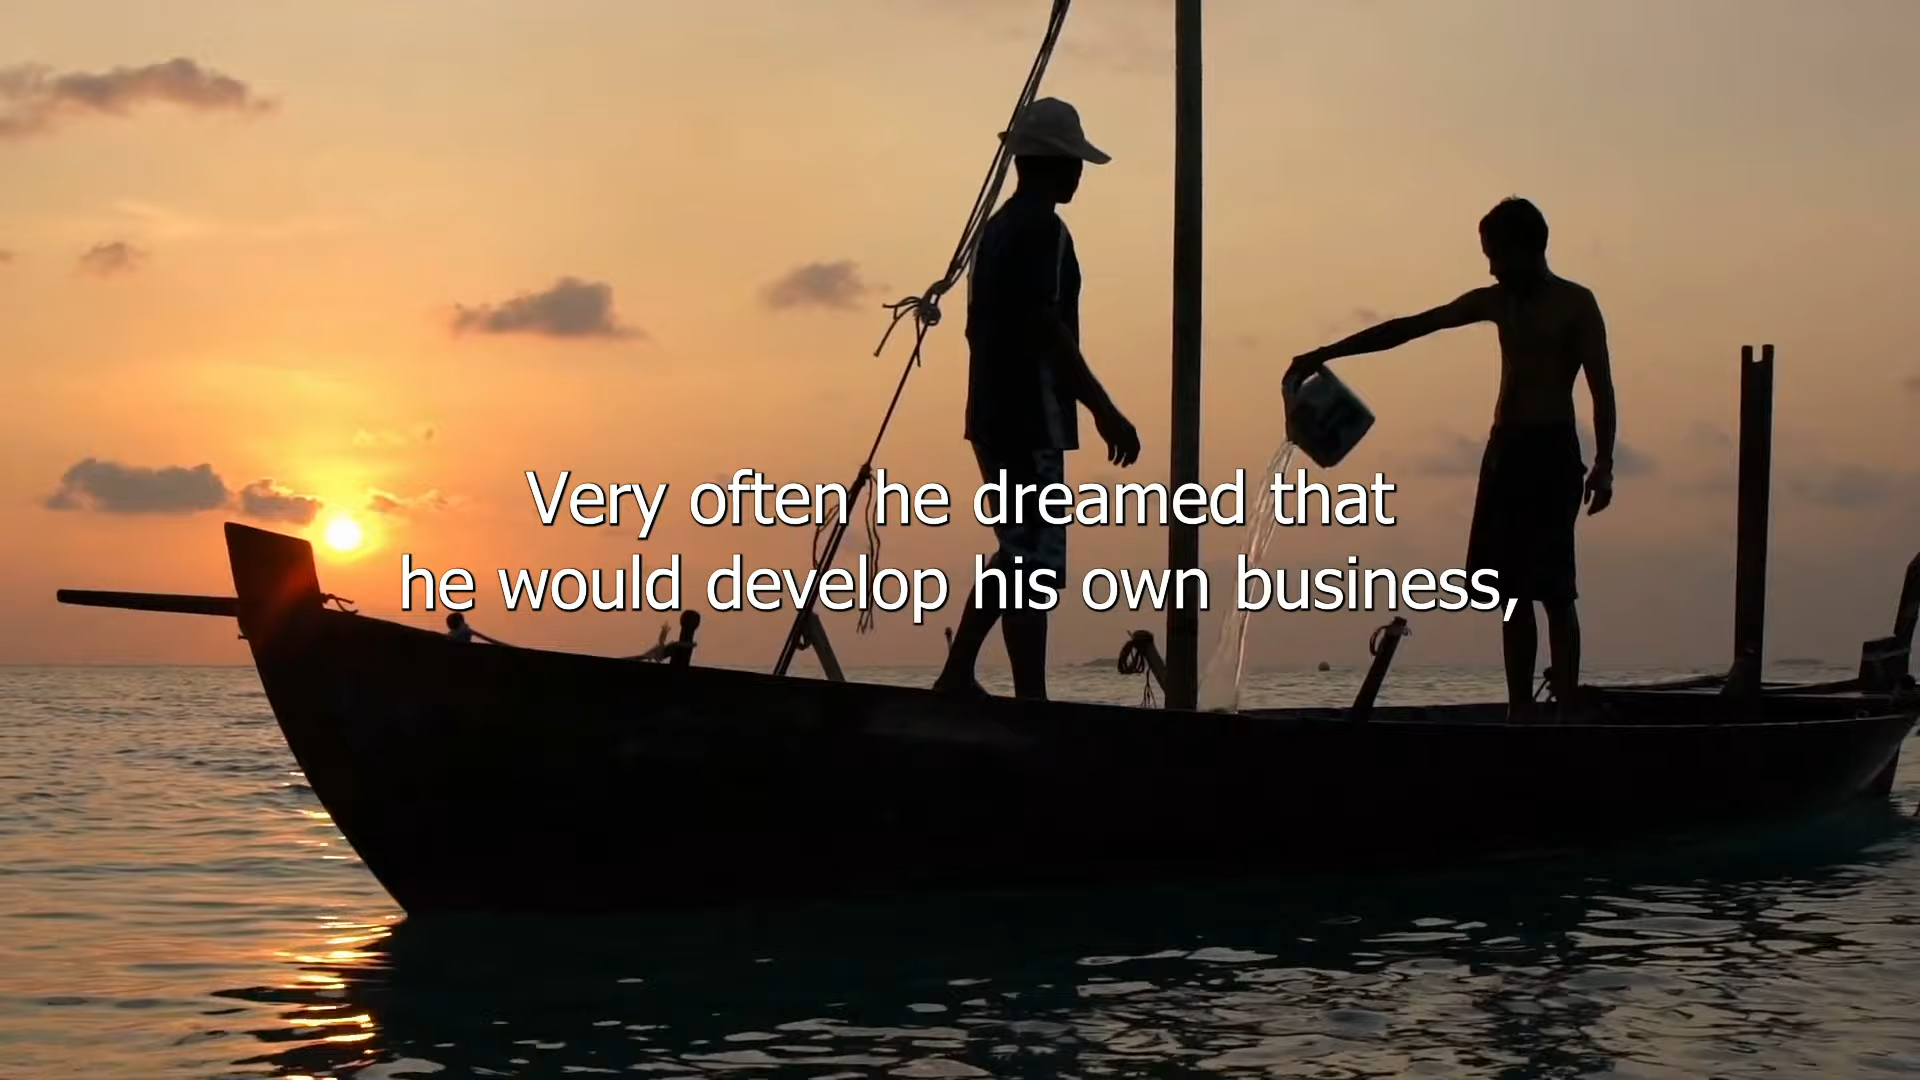 Very often he dreamed that
he would develop his own business,